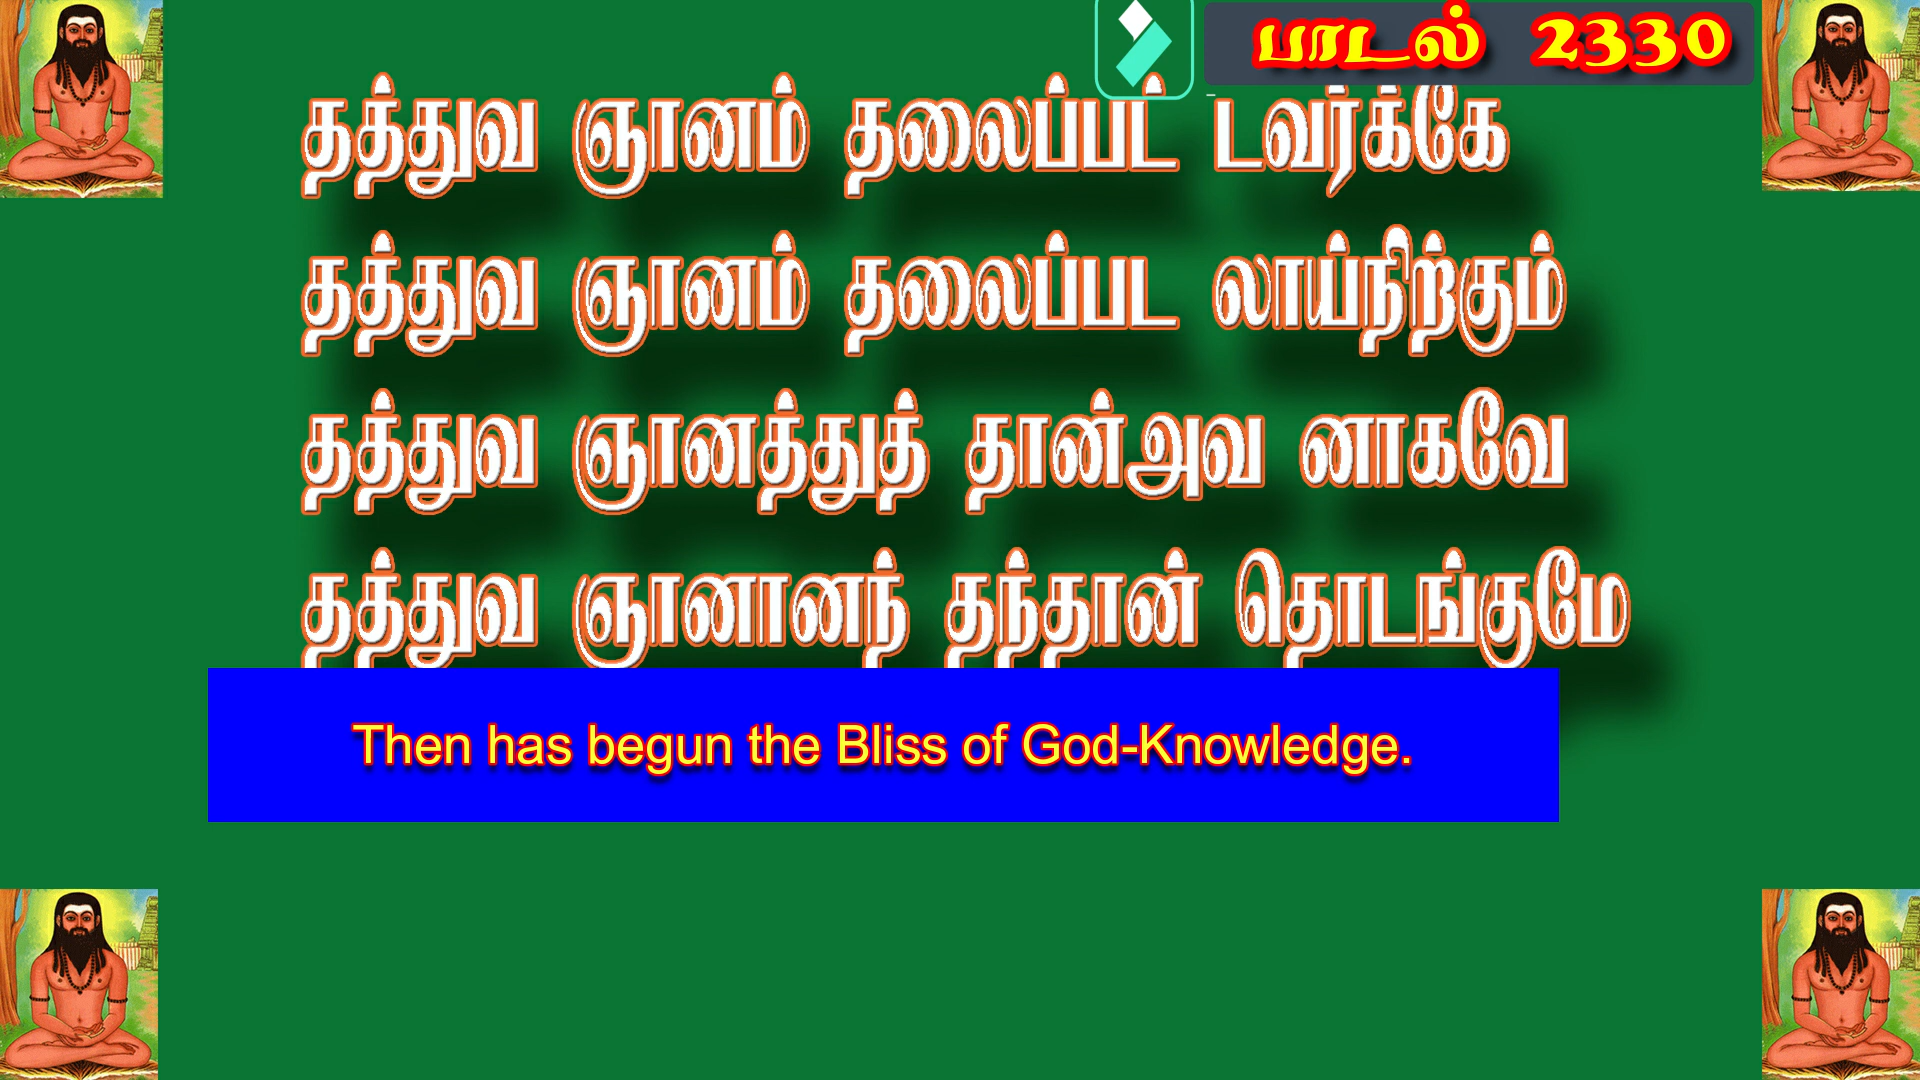 பாடல் 2330
தத்துவ ஞானம் தலைப்பட் டவர்க்கே
தத்துவ ஞானம் தலைப்பட லாய்நிற்கும்
தத்துவ ஞானத்துத் தான்அவ னாகவே
தத்துவ ஞானானந் தந்தான் தொடங்குமே
Then has begun the Bliss of God-Knowledge.